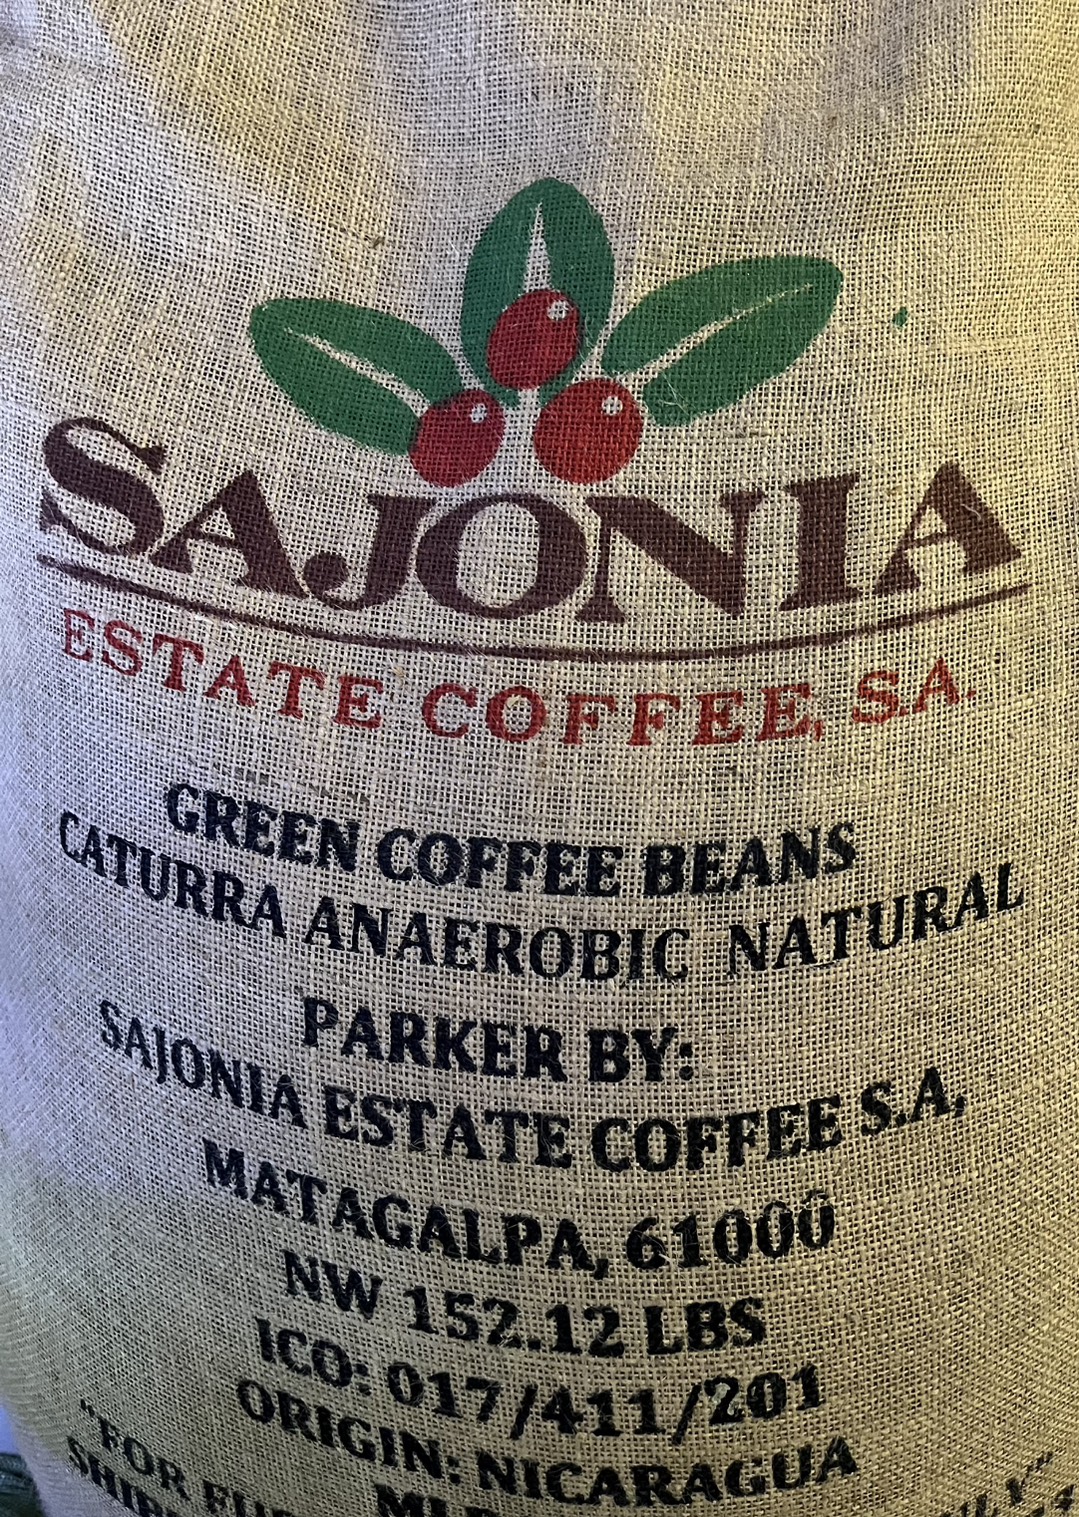 SAJONIA
ESTATE COFFEE, S.A.
GREEN COFFEE BEANS
CATURRA ANAEROBIC NATURAL
PARKER BY:
SAJONIA ESTATE COFFEE S.A,
MATAGALPA, 61000
NW 152.12 LBS
ICO: 017/411/201
ORIGIN: NICARAGUA
"FOR